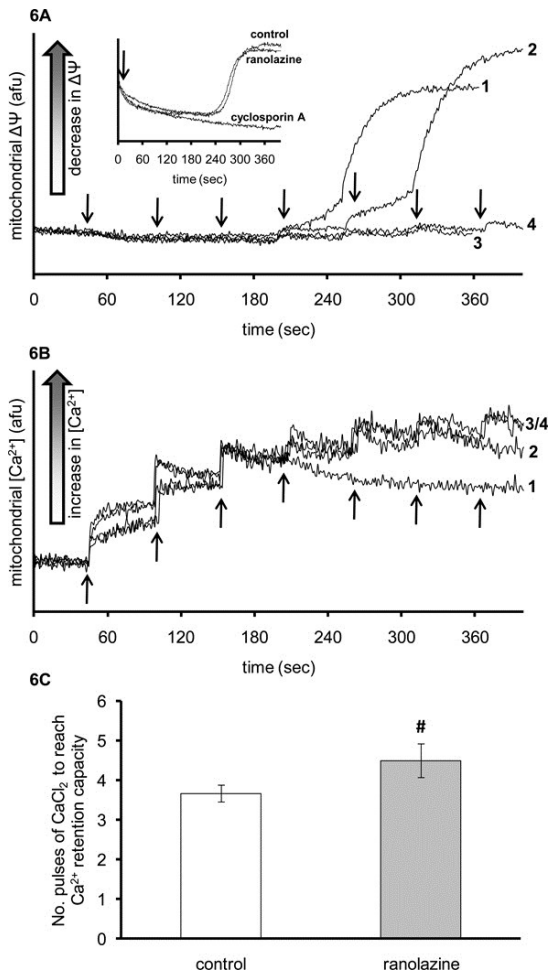 6A
mitochondrial ΔΨ (afu)
decrease in ΔΨ
control
ranolazine
cyclosporin A
0 60 120 180 240 300 360
time (sec)
1
2
3
4
0 60 120 180 240 300 360
time (sec)
6B
mitochondrial [Ca²⁺] (afu)
increase in [Ca²⁺]
3/4
2
1
0 60 120 180 240 300 360
time (sec)
6C
No. pulses of CaCl₂ to reach
Ca²⁺ retention capacity
6
5
4
3
2
1
0
#
control
ranolazine